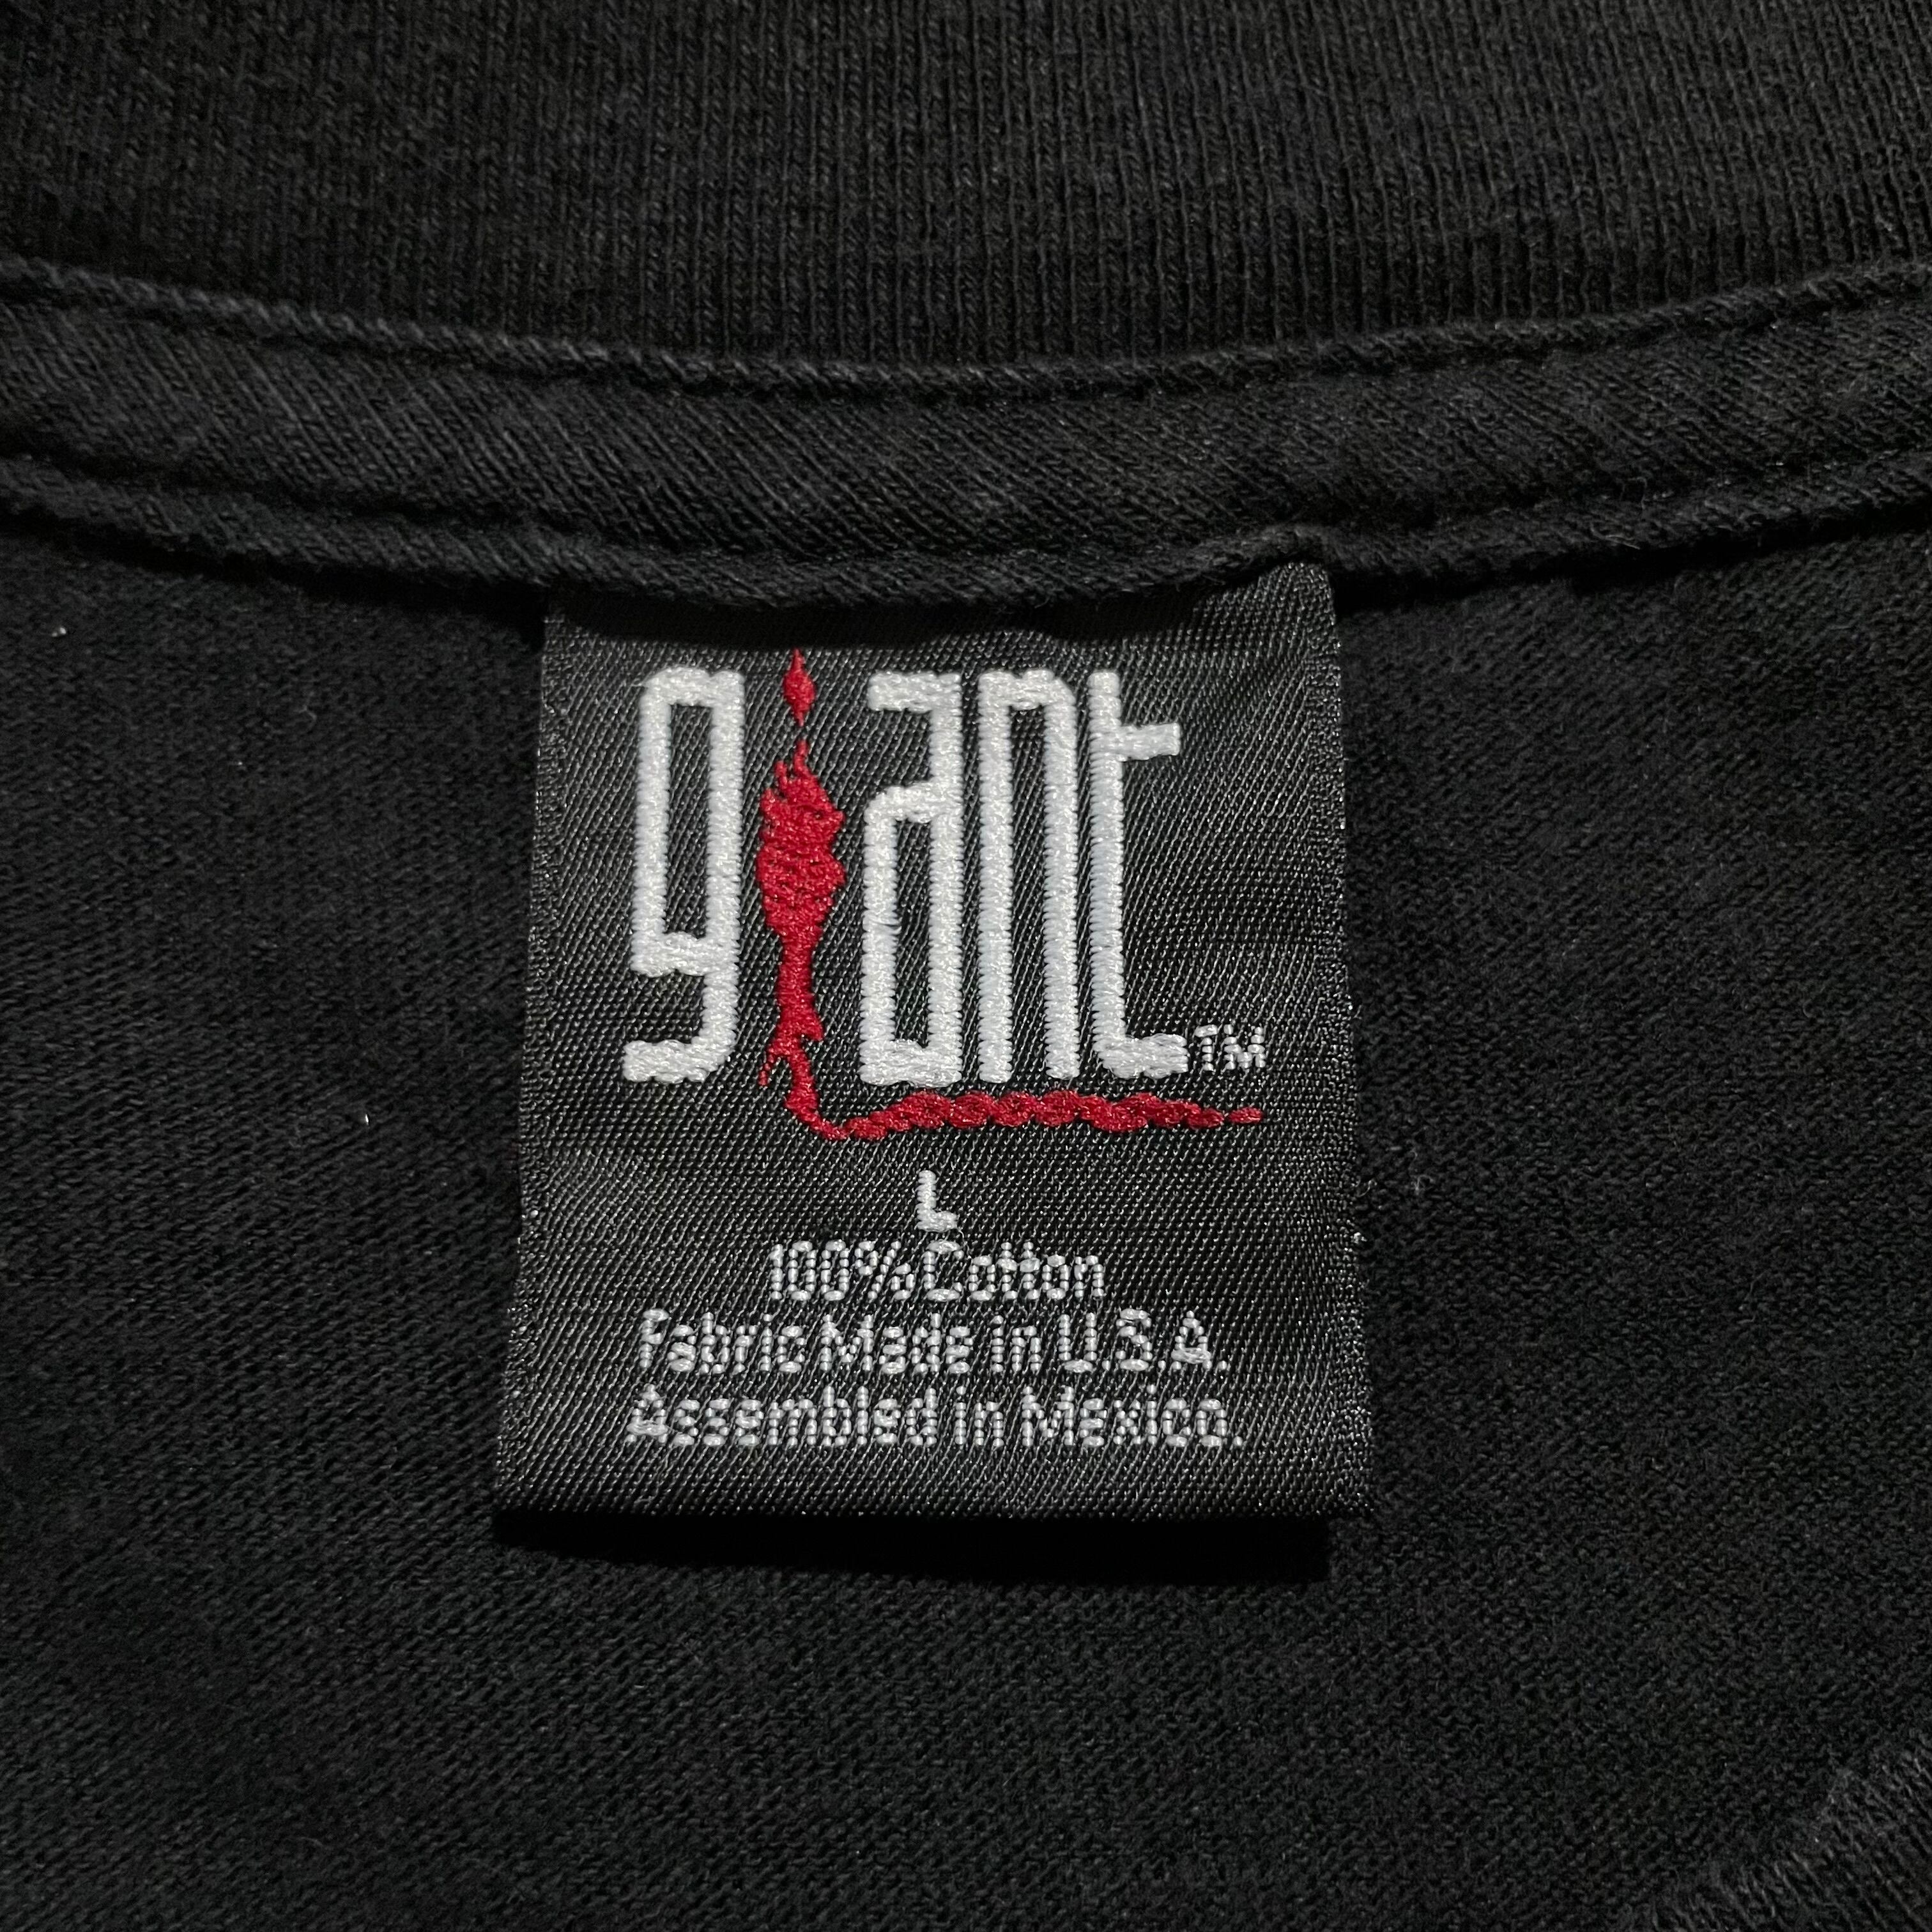 giant™
L
100% Cotton
Fabric Made in U.S.A.
Assembled in Mexico.